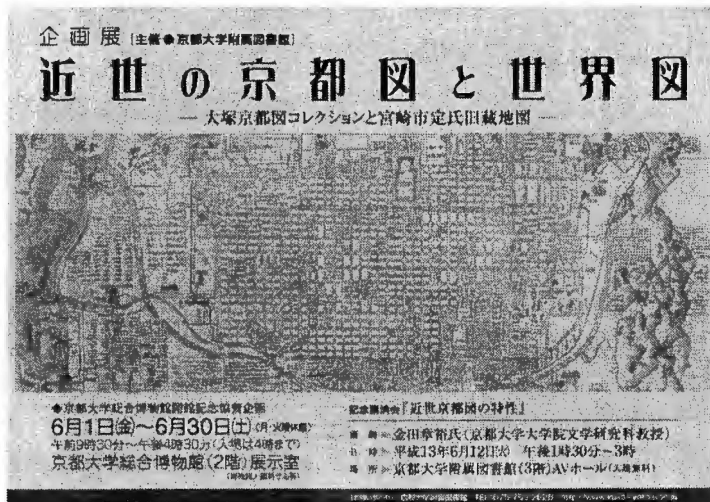 企画展 [主催●京都大学附属図書館]
近世の京都図と世界図
― 大塚京都図コレクションと宮崎市定氏旧蔵地図 ―
◆京都大学総合博物館開館記念協賛企画
6月1日(金)～6月30日(土) (月・火曜休館)
午前9時30分～午後4時30分(入場は4時まで)
京都大学総合博物館(2階)展示室
記念講演会『近世京都図の特性』
講師 金田章裕氏(京都大学大学院文学研究科教授)
日時 平成13年6月12日(火) 午後1時30分～3時
場所 京都大学附属図書館(3階)AVホール(入場無料)